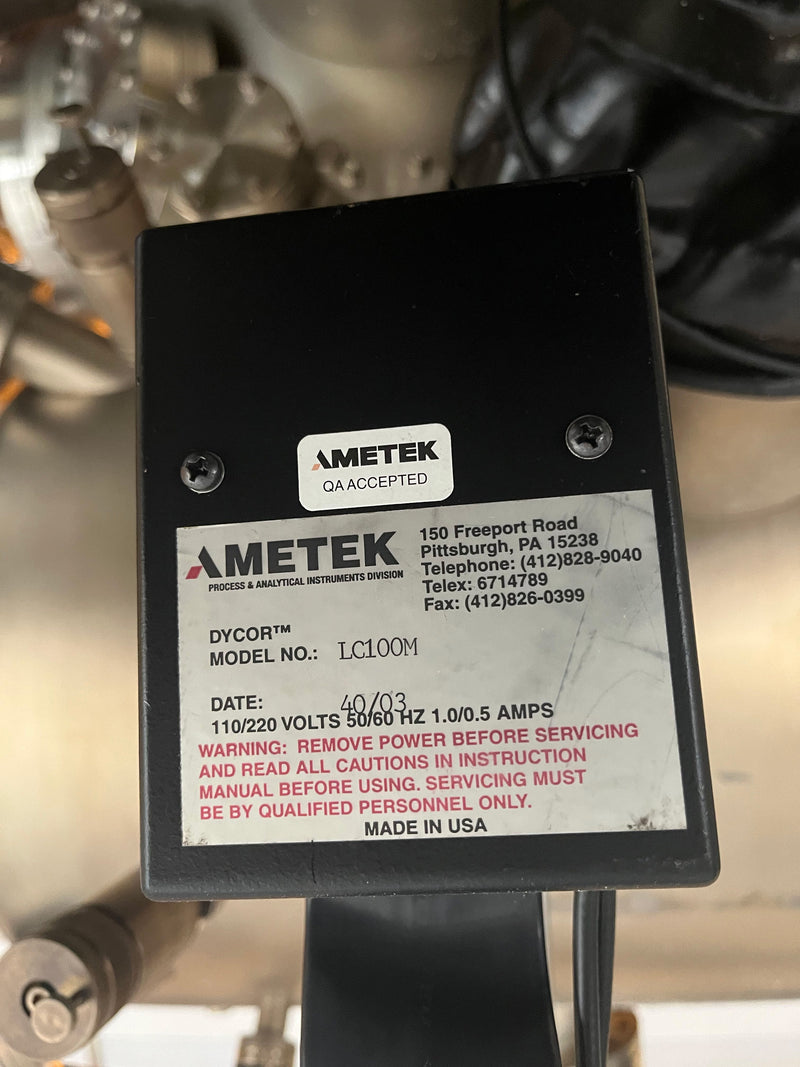 AMETEK
QA ACCEPTED
AMETEK
PROCESS & ANALYTICAL INSTRUMENTS DIVISION
150 Freeport Road
Pittsburgh, PA 15238
Telephone: (412)828-9040
Telex: 6714789
Fax: (412)826-0399
DYCOR™
MODEL NO.: LC100M
DATE: 40/03
110/220 VOLTS 50/60 HZ 1.0/0.5 AMPS
WARNING: REMOVE POWER BEFORE SERVICING
AND READ ALL CAUTIONS IN INSTRUCTION
MANUAL BEFORE USING. SERVICING MUST
BE BY QUALIFIED PERSONNEL ONLY.
MADE IN USA